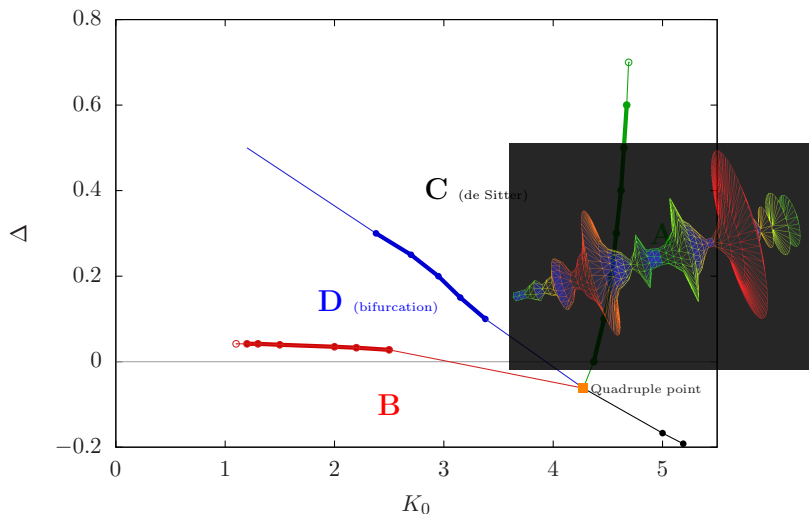 0.8
0.6
0.4
0.2
0
−0.2
Δ
C (de Sitter)
A
D (bifurcation)
B
Quadruple point
0 1 2 3 4 5
K₀